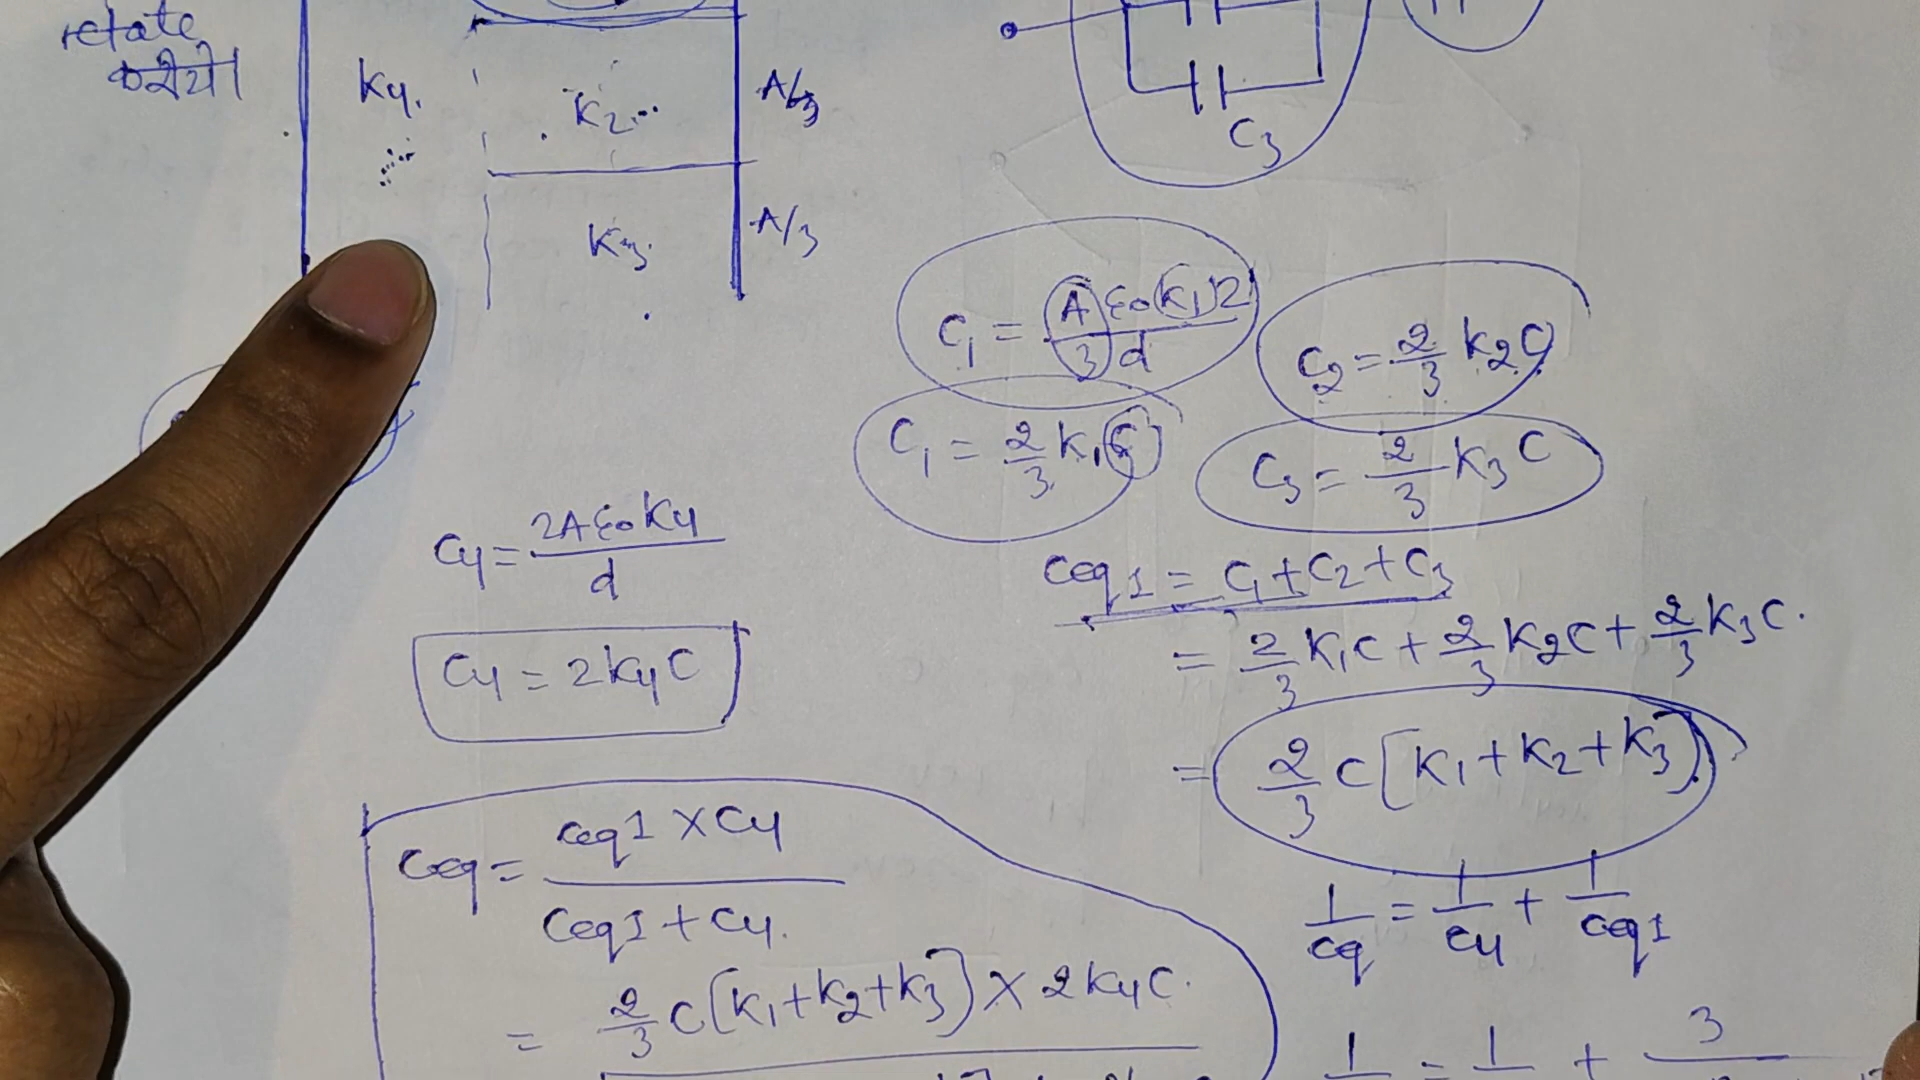 retate
करीये।
K4.
K2
A/3
K3.
A/3
C3
C1 = A ε0 (K1) 2 / 3 d
C2 = 2/3 K2 C
C1 = 2/3 K1 C
C3 = 2/3 K3 C
C4 = 2Aε0K4 / d
C4 = 2K4C
Ceq1 = C1 + C2 + C3
= 2/3 K1C + 2/3 K2C + 2/3 K3C.
= 2/3 C [K1 + K2 + K3]
Ceq = Ceq1 × C4 / Ceq1 + C4.
1/Ceq = 1/C4 + 1/Ceq1
= 2/3 C [K1 + K2 + K3] × 2K4C.